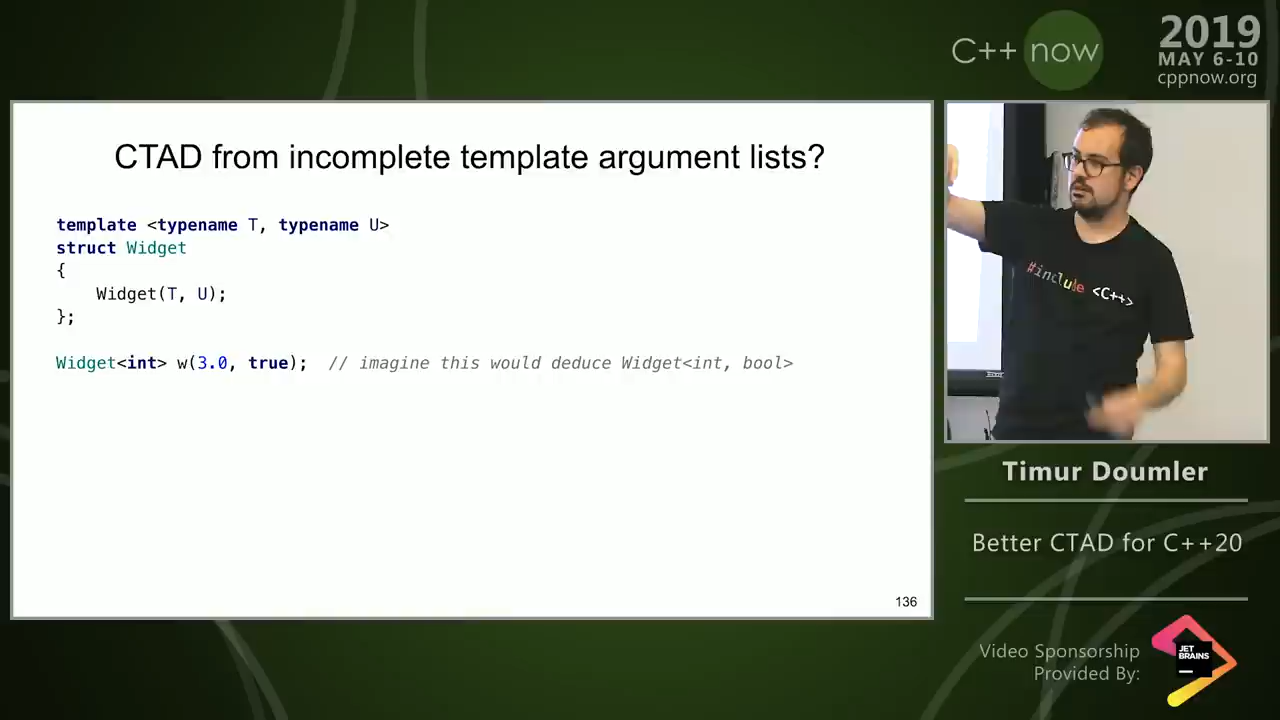 C++ now
2019
MAY 6-10
cppnow.org
CTAD from incomplete template argument lists?
template <typename T, typename U>
struct Widget
{
Widget(T, U);
};
Widget<int> w(3.0, true); // imagine this would deduce Widget<int, bool>
136
#include <C++>
Timur Doumler
Better CTAD for C++20
Video Sponsorship
Provided By:
JET
BRAINS